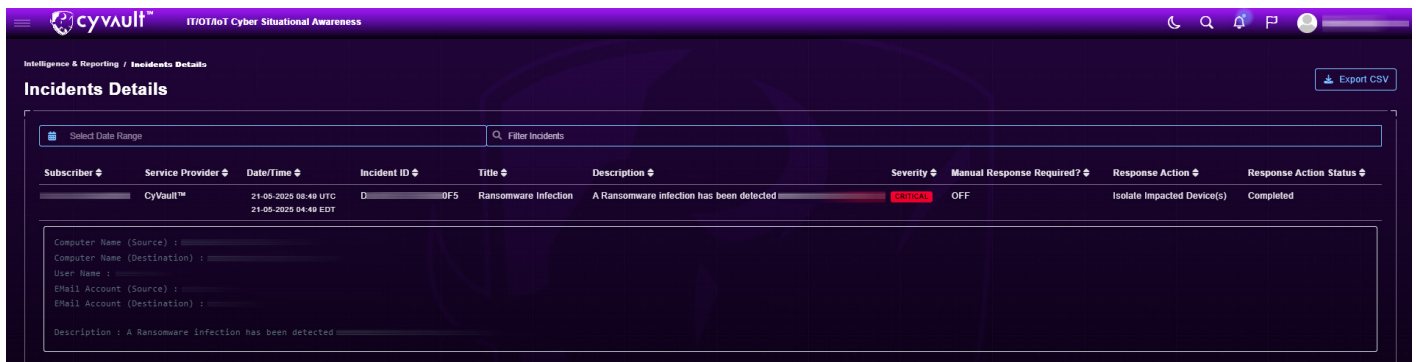 cyvault™ IT/OT/IoT Cyber Situational Awareness
Intelligence & Reporting / Incidents Details
Incidents Details
Export CSV
Select Date Range
Filter Incidents
Subscriber Service Provider Date/Time Incident ID Title Description Severity Manual Response Required? Response Action Response Action Status
CyVault™ 21-05-2025 08:49 UTC D 0F5 Ransomware Infection A Ransomware infection has been detected CRITICAL OFF Isolate Impacted Device(s) Completed
21-05-2025 04:49 EDT
Computer Name (Source) :
Computer Name (Destination) :
User Name :
EMail Account (Source) :
EMail Account (Destination) :
Description : A Ransomware infection has been detected